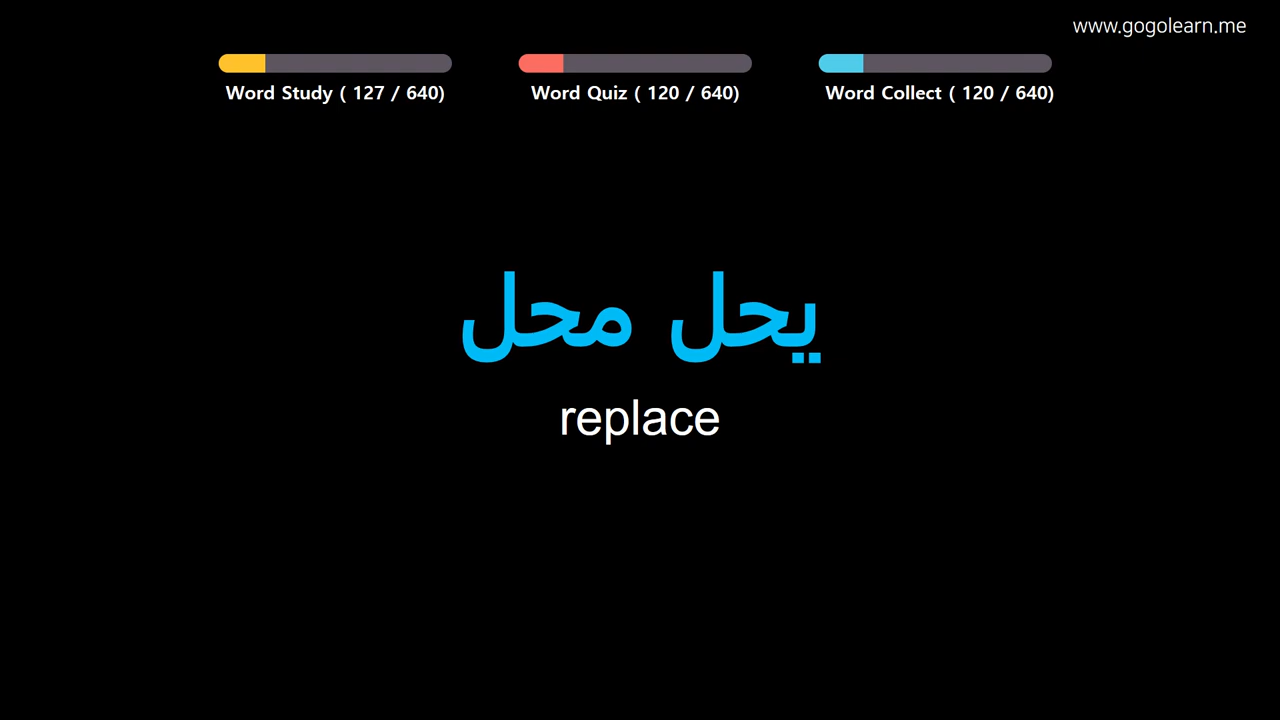 www.gogolearn.me
Word Study ( 127 / 640)
Word Quiz ( 120 / 640)
Word Collect ( 120 / 640)
يحل محل
replace